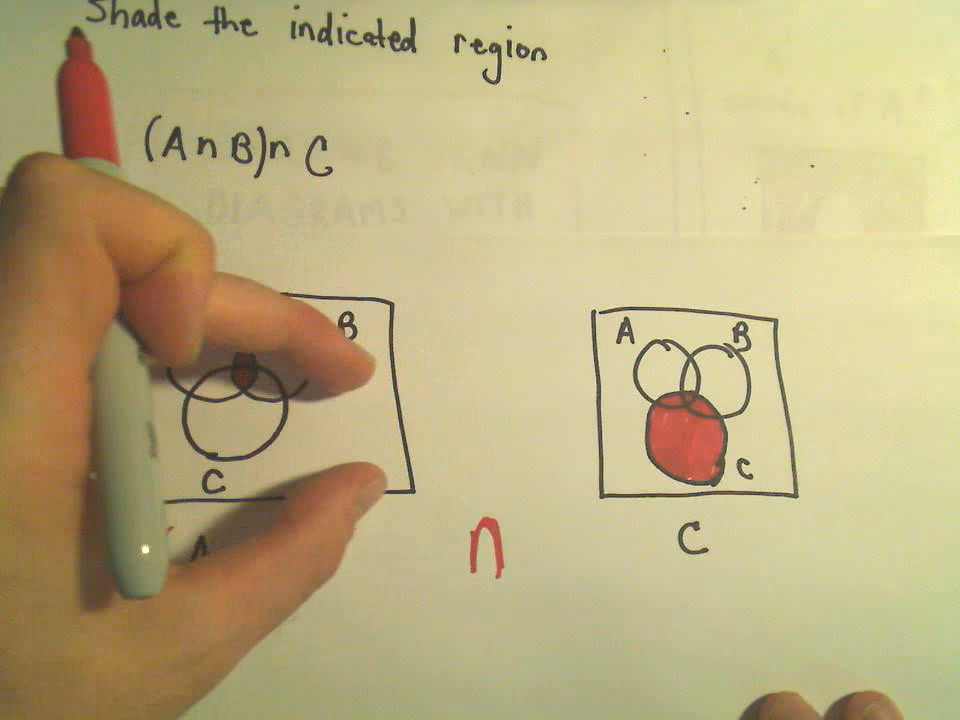 Shade the indicated region
(A ∩ B) ∩ C
B
C
A
A B
C
∩
C